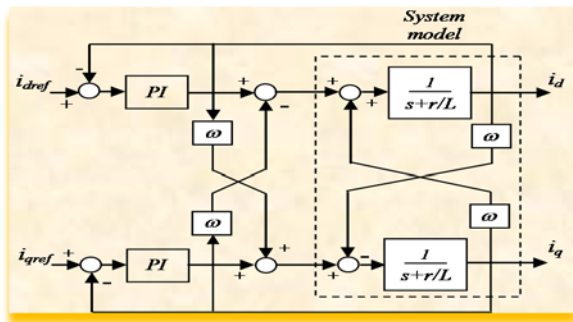 System
model
i_dref
PI
1
s+r/L
i_d
ω
ω
ω
ω
i_qref
PI
1
s+r/L
i_q